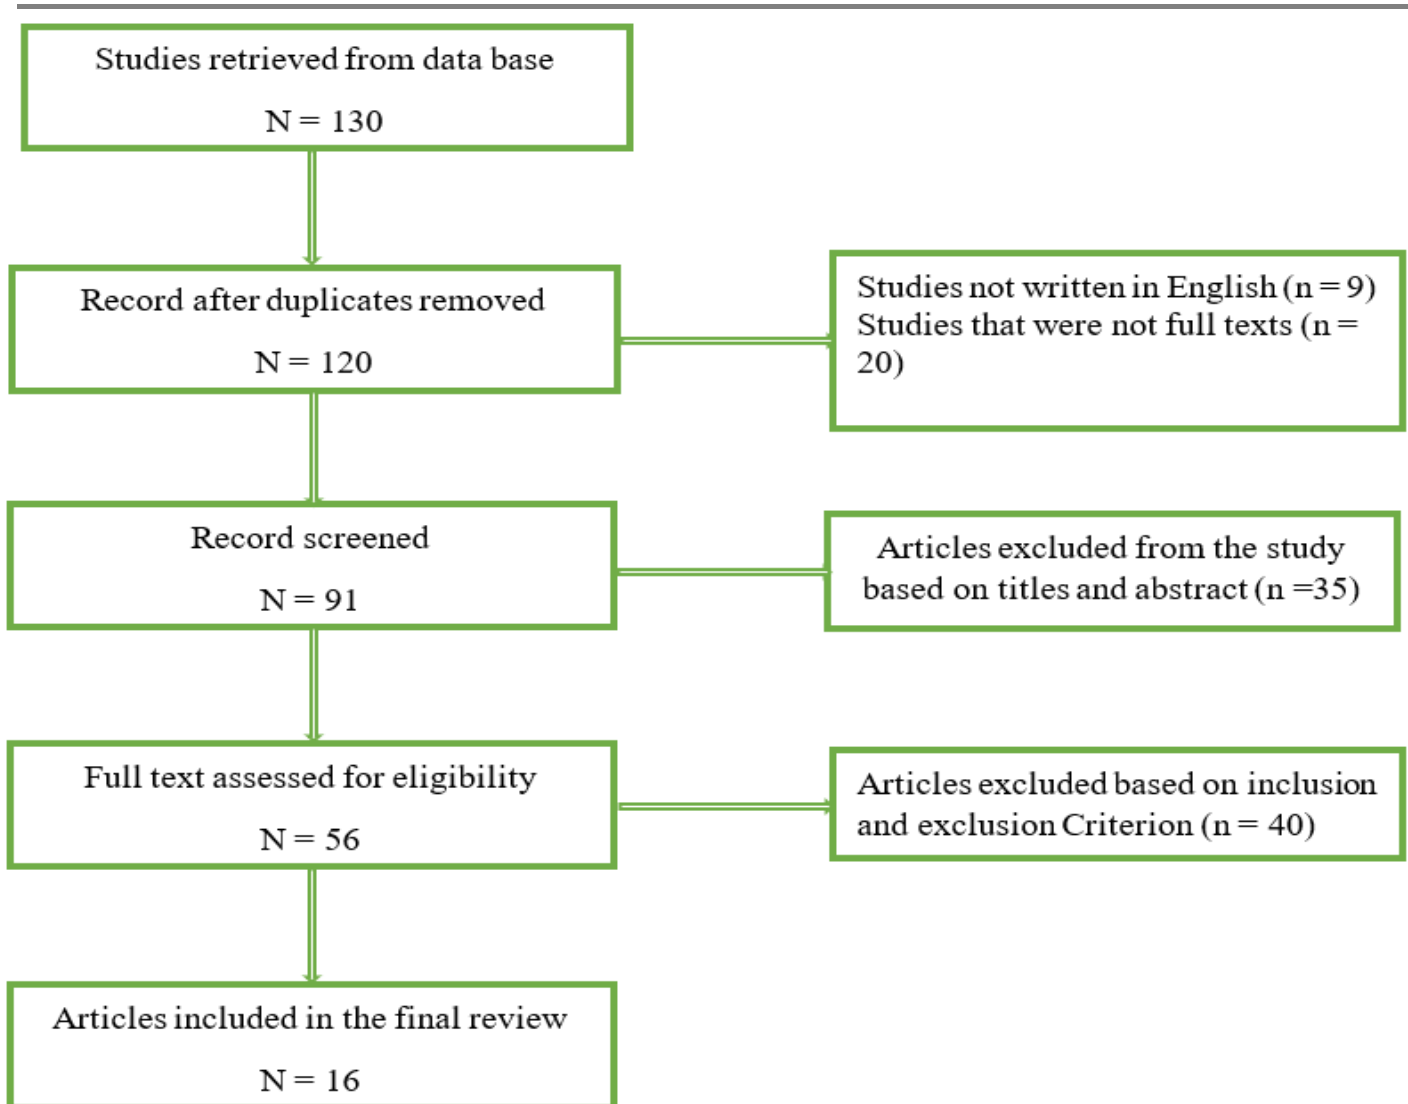 Studies retrieved from data base
N = 130
Record after duplicates removed
N = 120
Studies not written in English (n = 9)
Studies that were not full texts (n =
20)
Record screened
N = 91
Articles excluded from the study
based on titles and abstract (n =35)
Full text assessed for eligibility
N = 56
Articles excluded based on inclusion
and exclusion Criterion (n = 40)
Articles included in the final review
N = 16